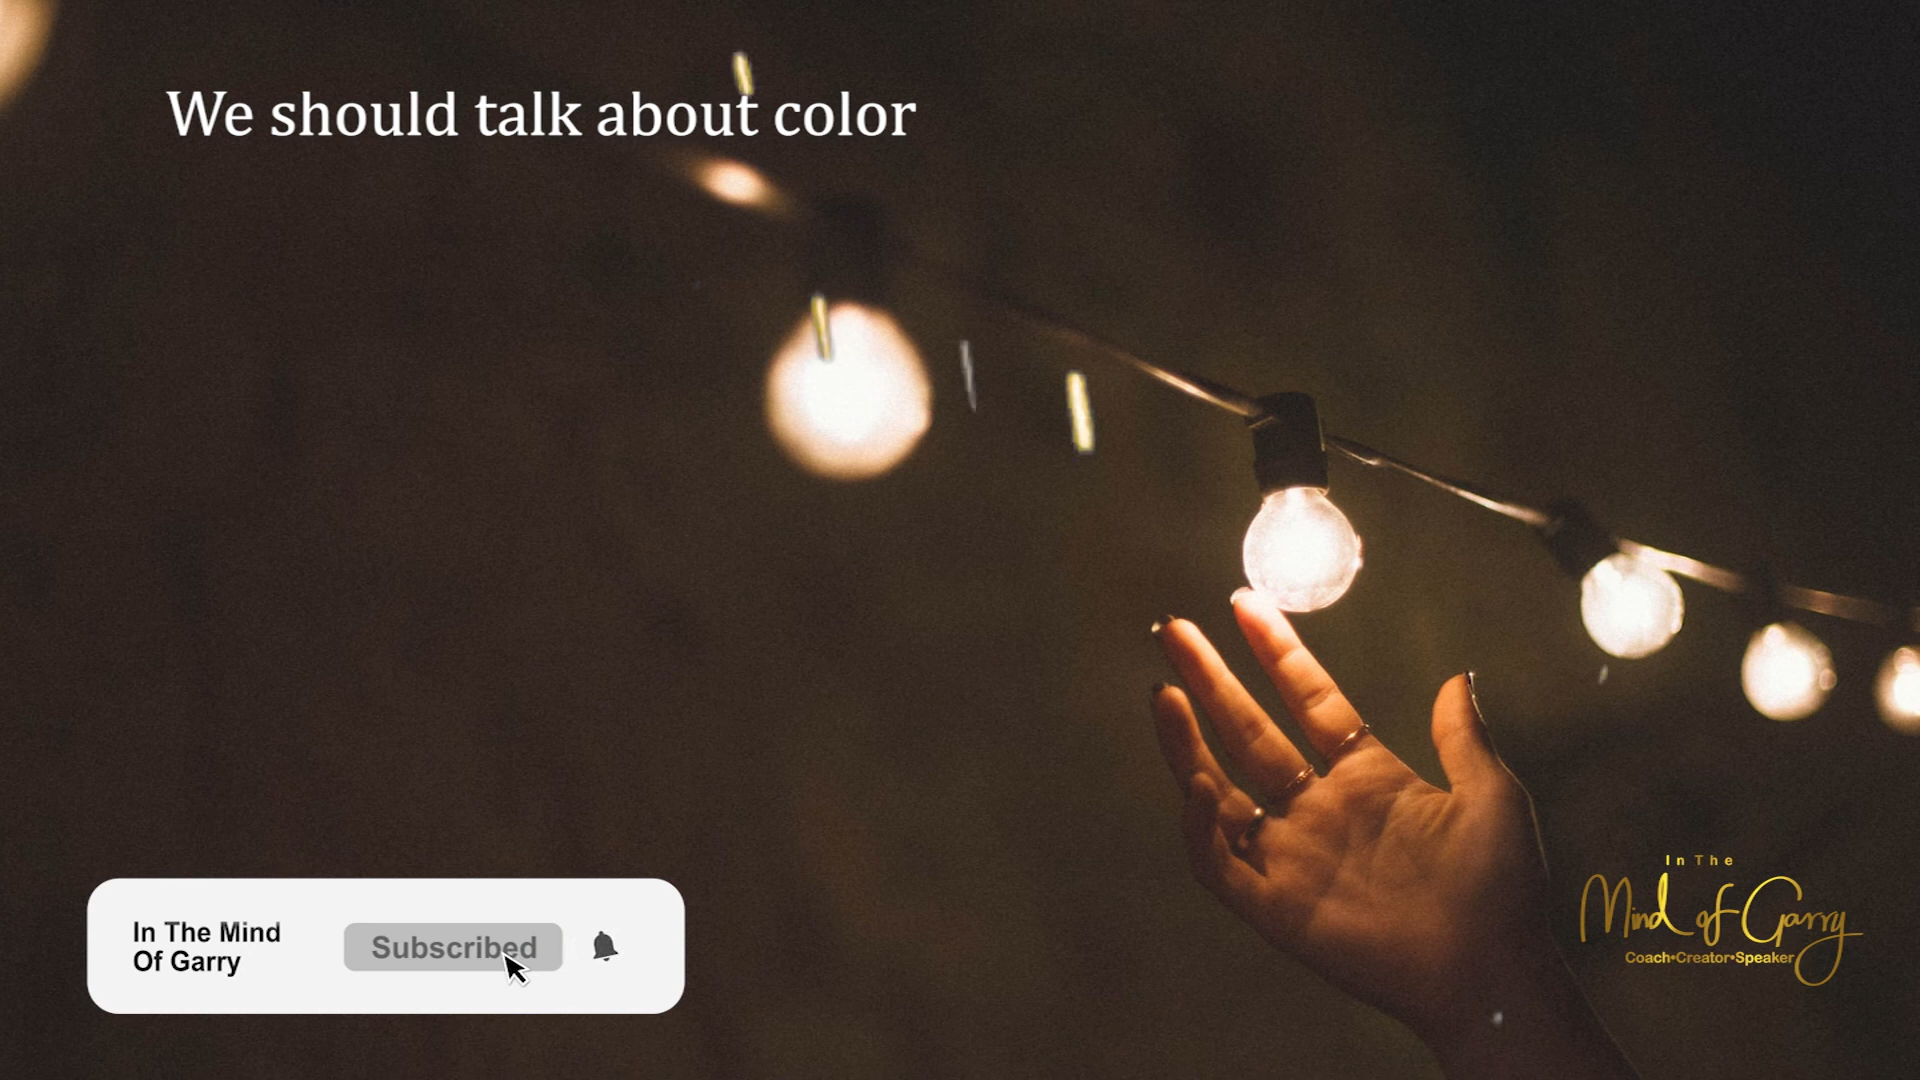 We should talk about color
In The Mind
Of Garry
Subscribed
In The
Mind of Garry
Coach•Creator•Speaker